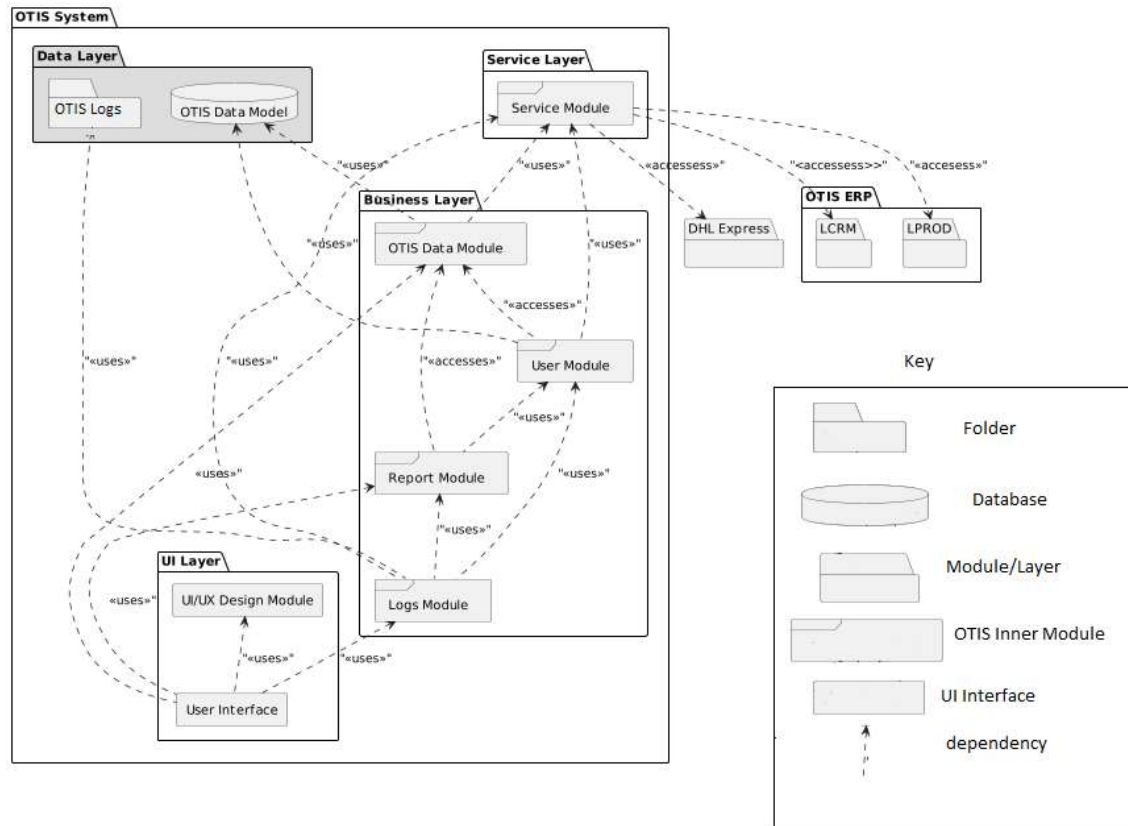 OTIS System
Data Layer
OTIS Logs
OTIS Data Model
Service Layer
Service Module
"«uses»"
"«uses»"
«accessess»"
"<accessess>>"
"«accesess»"
Business Layer
OTIS ERP
OTIS Data Module
DHL Express
LCRM
LPROD
"«uses»"
"«uses»"
"«accesses»"
"«uses»"
"«uses»"
"«accesses»"
User Module
Key
"«uses»"
Folder
«uses»"
"«uses»"
Report Module
Database
"«uses»"
UI Layer
Module/Layer
UI/UX Design Module
Logs Module
«uses»"
OTIS Inner Module
"«uses»"
"«uses»"
User Interface
UI Interface
dependency